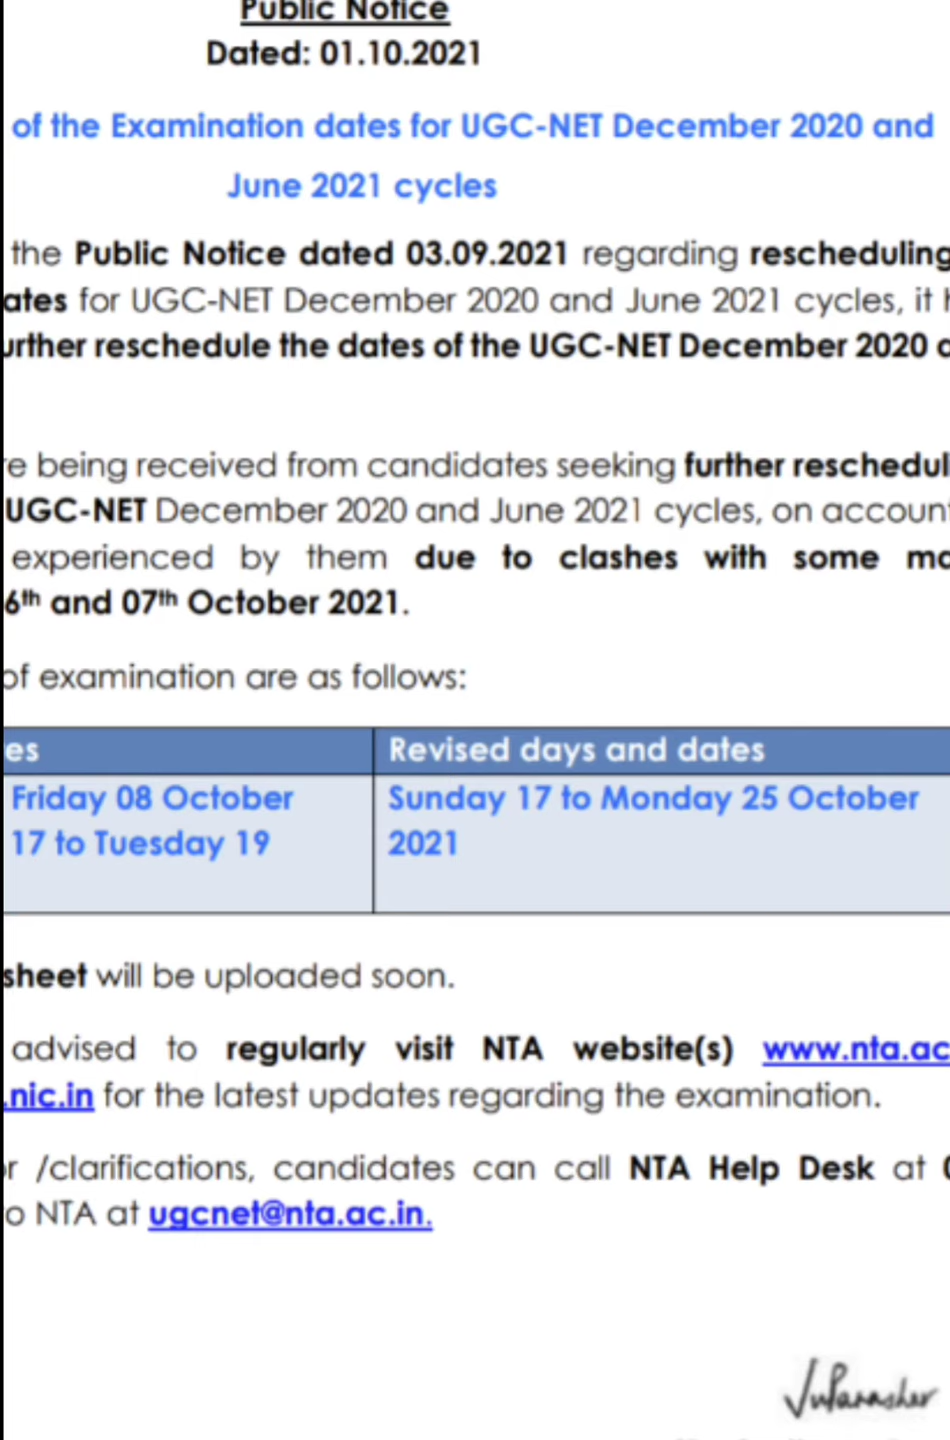 Public Notice
Dated: 01.10.2021
of the Examination dates for UGC-NET December 2020 and
June 2021 cycles
the Public Notice dated 03.09.2021 regarding rescheduling
ates for UGC-NET December 2020 and June 2021 cycles, it h
urther reschedule the dates of the UGC-NET December 2020 a
re being received from candidates seeking further reschedul
UGC-NET December 2020 and June 2021 cycles, on account
experienced by them due to clashes with some ma
6th and 07th October 2021.
of examination are as follows:
es Revised days and dates
Friday 08 October Sunday 17 to Monday 25 October
17 to Tuesday 19 2021
sheet will be uploaded soon.
advised to regularly visit NTA website(s) www.nta.ac
.nic.in for the latest updates regarding the examination.
r /clarifications, candidates can call NTA Help Desk at 0
o NTA at ugcnet@nta.ac.in.